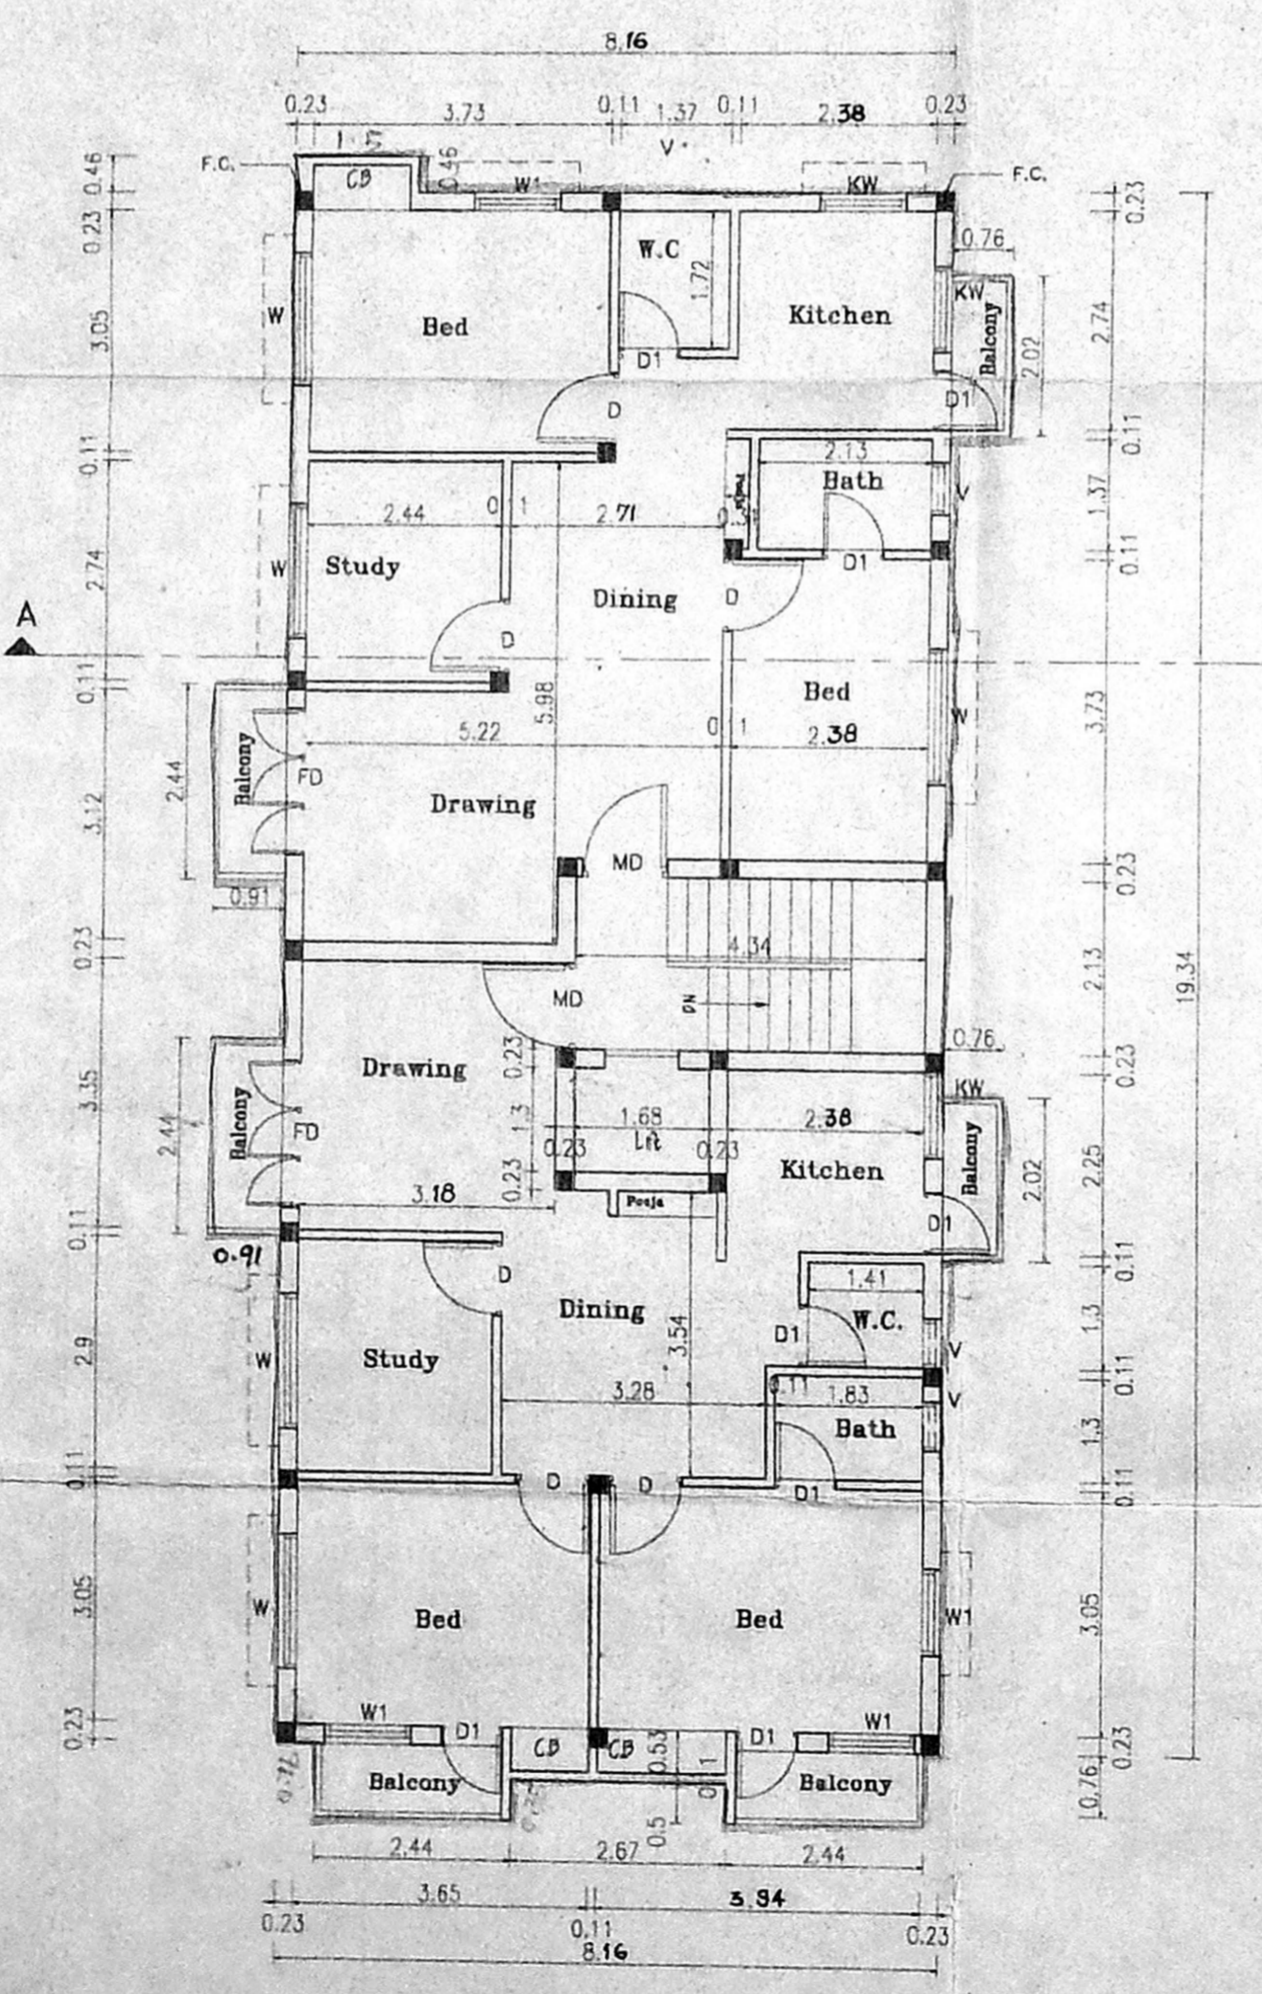 8.16
0.23 3.73 0.11 1.37 0.11 2.38 0.23
V
F.C. CB 0.46 W1 KW F.C.
0.46
0.23
0.23
0.76
W.C
1.72
W Bed Kitchen KW Balcony
3.05
2.74
2.02
D1
D D1
0.11
0.11
2.13
Bath V
1.37
2.44 2.71
W Study D1
0.11
2.74
Dining D
A
D
0.11
Bed
5.98
3.73
5.22 2.38 W
Balcony FD
2.44
3.12
Drawing
MD
0.23
0.91
0.23
4.34
2.13
19.34
MD DN
0.76
0.23
0.23
Drawing KW
3.35
2.44
Balcony FD
1.3
1.68 2.38
Lift
0.23 0.23
Kitchen Balcony
2.25
2.02
0.23
3.18 Pooja
D1
0.11
0.91
0.11
D 1.41
Dining W.C.
D1
1.3
2.9
W Study 3.54 V
0.11
3.28 0.11 1.83 V
Bath
1.3
0.11
D D D1
0.11
W Bed Bed W1
3.05
3.05
W1 D1 D1 W1
0.23
0.23
CB CB 0.53
Balcony Balcony
0.76
0.5
2.44 2.67 2.44
3.65 3.94
0.23 0.11 0.23
8.16